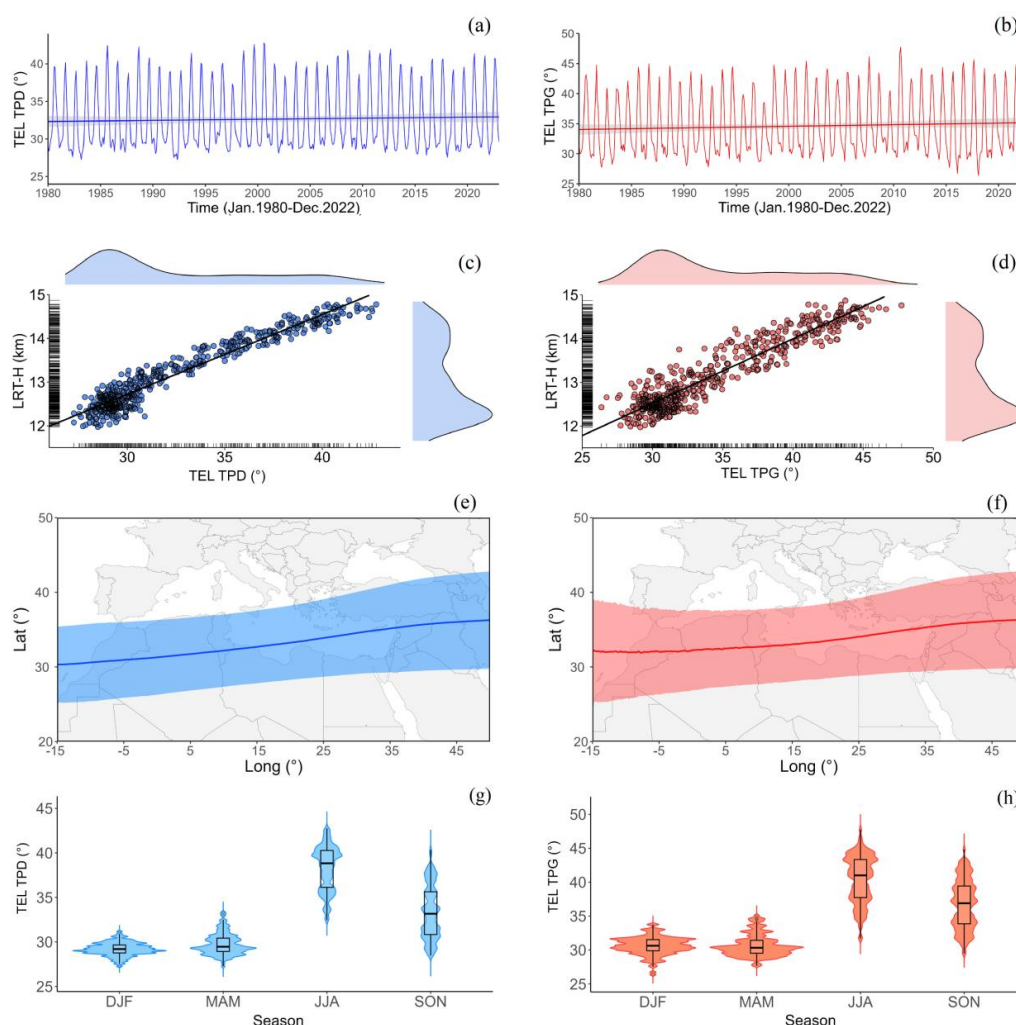 (a)
TEL TPD (°)
40
35
30
25
1980 1985 1990 1995 2000 2005 2010 2015 2020
Time (Jan.1980-Dec.2022)
(b)
TEL TPG (°)
50
45
40
35
30
25
1980 1985 1990 1995 2000 2005 2010 2015 2020
Time (Jan.1980-Dec.2022)
(c)
LRT-H (km)
15
14
13
12
30 35 40
TEL TPD (°)
(d)
LRT-H (km)
15
14
13
12
25 30 35 40 45 50
TEL TPG (°)
(e)
Lat (°)
50
40
30
20
-15 -5 5 15 25 35 45
Long (°)
(f)
Lat (°)
50
40
30
20
-15 -5 5 15 25 35 45
Long (°)
(g)
TEL TPD (°)
45
40
35
30
25
DJF MAM JJA SON
Season
(h)
TEL TPG (°)
50
45
40
35
30
25
DJF MAM JJA SON
Season